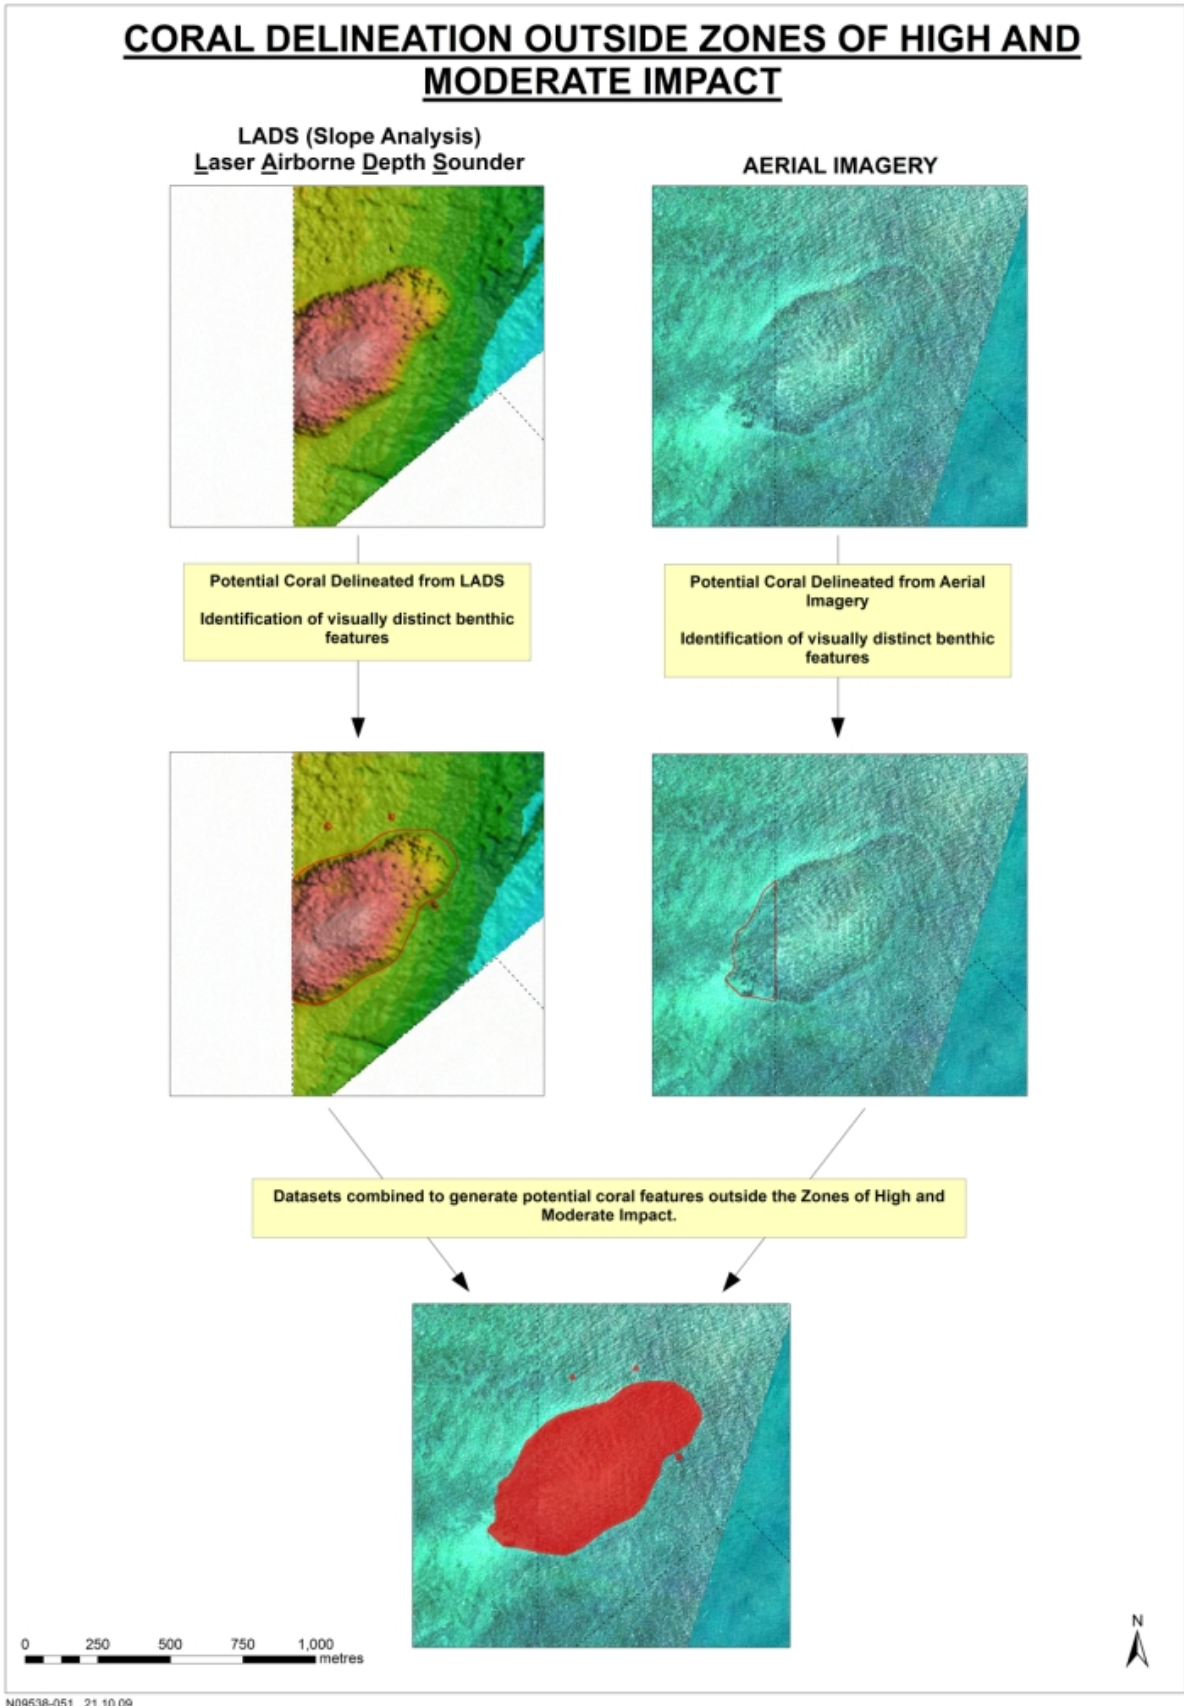 CORAL DELINEATION OUTSIDE ZONES OF HIGH AND
MODERATE IMPACT
LADS (Slope Analysis)
Laser Airborne Depth Sounder
AERIAL IMAGERY
Potential Coral Delineated from LADS
Identification of visually distinct benthic
features
Potential Coral Delineated from Aerial
Imagery
Identification of visually distinct benthic
features
Datasets combined to generate potential coral features outside the Zones of High and
Moderate Impact.
0 250 500 750 1,000
metres
N
N09538-051 21.10.09